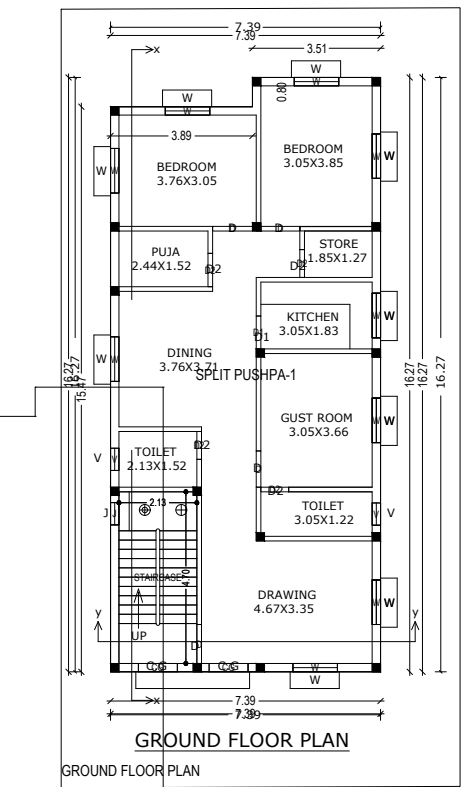 7.39
7.39
3.51
x
W
W
0.80
3.89
BEDROOM
3.05X3.85
BEDROOM
3.76X3.05
W
W
W
W
D
D
PUJA
2.44X1.52
STORE
1.85X1.27
D2
D2
KITCHEN
3.05X1.83
W
W
D1
DINING
3.76X3.71
W
W
SPLIT PUSHPA-1
16.27
16.27
15.47
16.27
16.27
16.27
GUST ROOM
3.05X3.66
W
W
TOILET
2.13X1.52
D2
V
V
D
D2
TOILET
3.05X1.22
V
V
J
J
2.13
4.70
STAIRCASE
DRAWING
4.67X3.35
W
W
y
y
UP
D
C.G
C.G
W
W
x
7.39
7.39
GROUND FLOOR PLAN
GROUND FLOOR PLAN